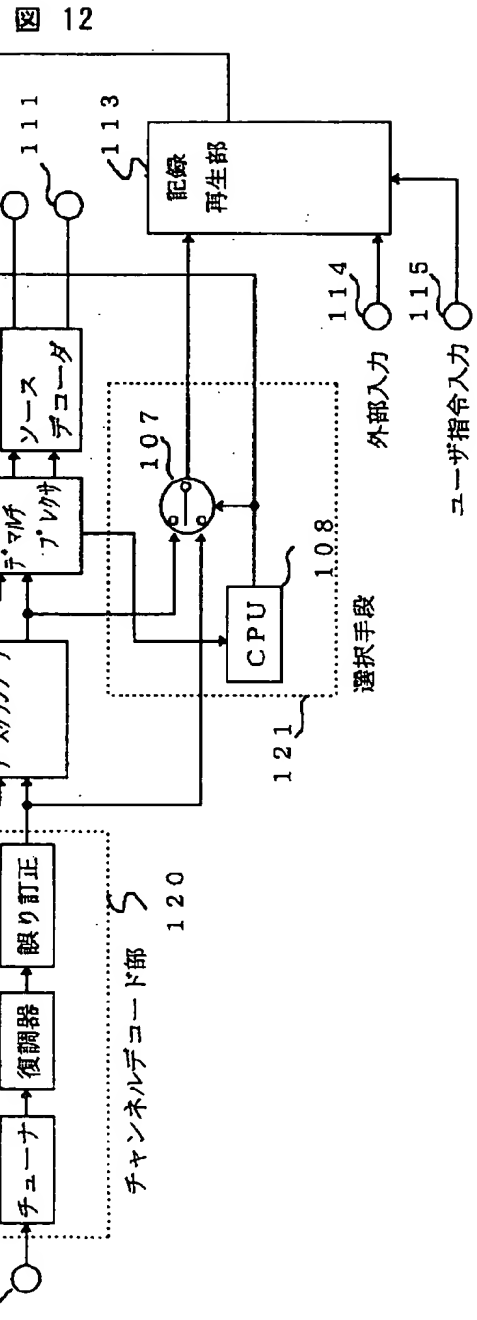 図 12
チューナ
復調器
誤り訂正
チャンネルデコード部
120
デマルチ
プレクサ
ソース
デコーダ
111
107
CPU
108
121
選択手段
記録
再生部
113
外部入力
114
ユーザ指令入力
115